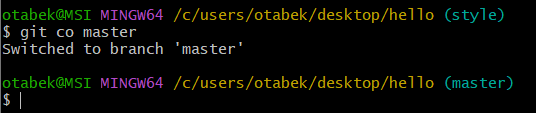 otabek@MSI MINGW64 /c/users/otabek/desktop/hello (style)
$ git co master
Switched to branch 'master'
otabek@MSI MINGW64 /c/users/otabek/desktop/hello (master)
$